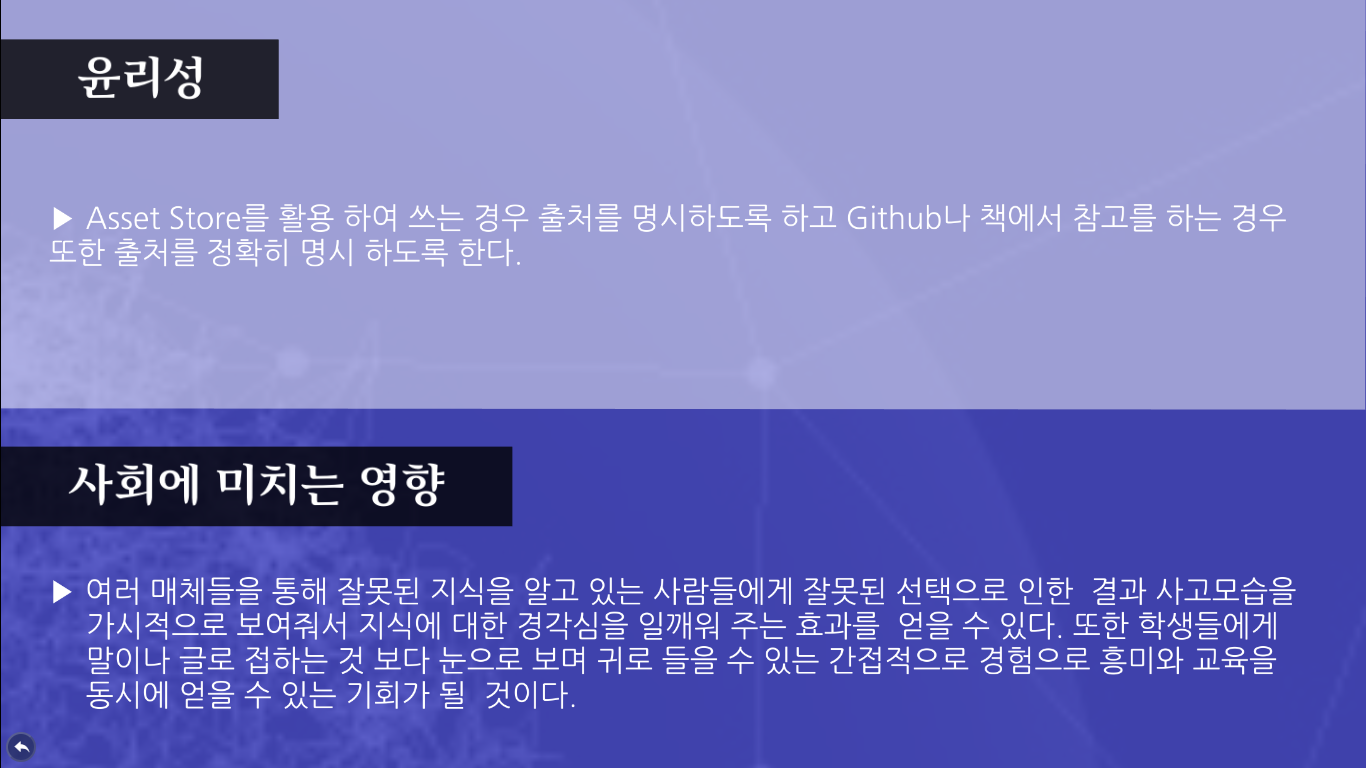 윤리성
▶ Asset Store를 활용 하여 쓰는 경우 출처를 명시하도록 하고 Github나 책에서 참고를 하는 경우
또한 출처를 정확히 명시 하도록 한다.
사회에 미치는 영향
▶ 여러 매체들을 통해 잘못된 지식을 알고 있는 사람들에게 잘못된 선택으로 인한  결과 사고모습을
가시적으로 보여줘서 지식에 대한 경각심을 일깨워 주는 효과를  얻을 수 있다. 또한 학생들에게
말이나 글로 접하는 것 보다 눈으로 보며 귀로 들을 수 있는 간접적으로 경험으로 흥미와 교육을
동시에 얻을 수 있는 기회가 될  것이다.